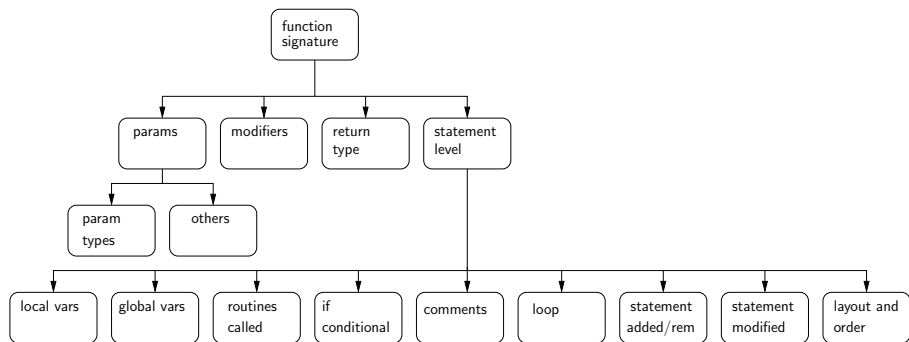 function
signature
params
modifiers
return
type
statement
level
param
types
others
local vars
global vars
routines
called
if
conditional
comments
loop
statement
added/rem
statement
modified
layout and
order